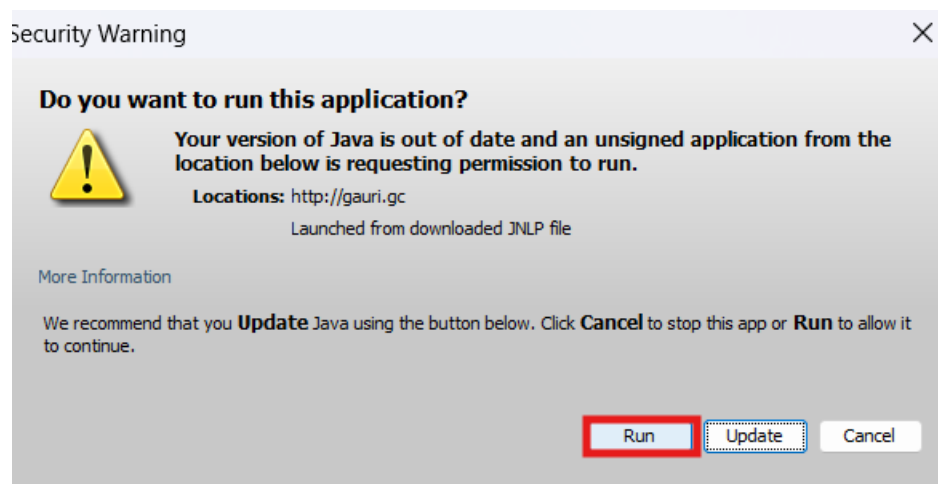 Security Warning
Do you want to run this application?
Your version of Java is out of date and an unsigned application from the
location below is requesting permission to run.
Locations: http://gauri.gc
Launched from downloaded JNLP file
More Information
We recommend that you Update Java using the button below. Click Cancel to stop this app or Run to allow it
to continue.
Run Update Cancel